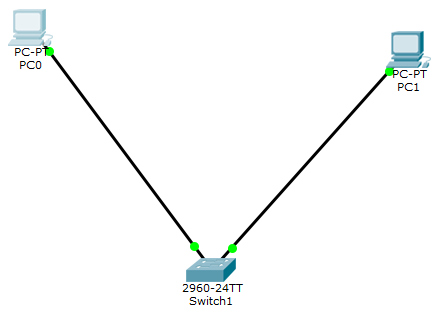 PC-PT
PC0
PC-PT
PC1
2960-24TT
Switch1